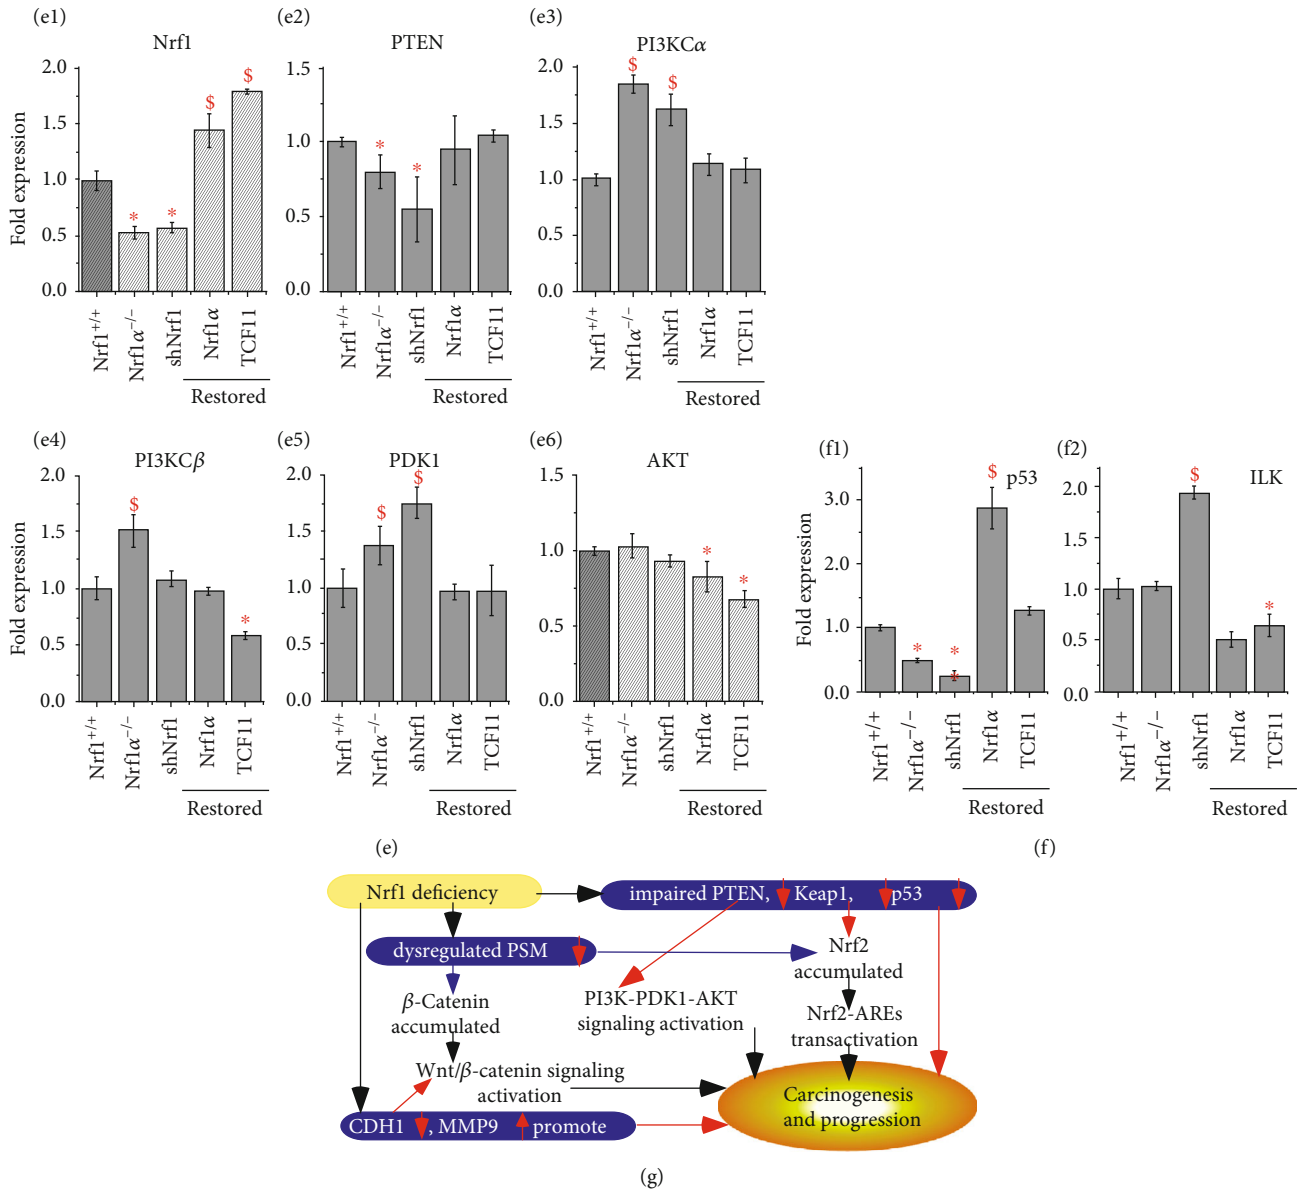 (e1)
Nrf1
Fold expression
2.0
1.5
1.0
0.5
0.0
*
*
$
$
Nrf1+/+
Nrf1α−/−
shNrf1
Nrf1α
TCF11
Restored
(e2)
PTEN
1.5
1.0
0.5
0.0
*
*
Nrf1+/+
Nrf1α−/−
shNrf1
Nrf1α
TCF11
Restored
(e3)
PI3KCα
2.0
1.5
1.0
0.5
0.0
$
$
Nrf1+/+
Nrf1α−/−
shNrf1
Nrf1α
TCF11
Restored
(e4)
PI3KCβ
Fold expression
2.0
1.5
1.0
0.5
0.0
$
*
Nrf1+/+
Nrf1α−/−
shNrf1
Nrf1α
TCF11
Restored
(e5)
PDK1
2.0
1.5
1.0
0.5
0.0
$
$
Nrf1+/+
Nrf1α−/−
shNrf1
Nrf1α
TCF11
Restored
(e6)
AKT
1.5
1.0
0.5
0.0
*
*
Nrf1+/+
Nrf1α−/−
shNrf1
Nrf1α
TCF11
Restored
(e)
(f1)
p53
Fold expression
3.0
2.0
1.0
0.0
*
*
*
$
Nrf1+/+
Nrf1α−/−
shNrf1
Nrf1α
TCF11
Restored
(f2)
ILK
2.0
1.5
1.0
0.5
0.0
$
*
Nrf1+/+
Nrf1α−/−
shNrf1
Nrf1α
TCF11
Restored
(f)
Nrf1 deficiency
impaired PTEN, Keap1, p53
dysregulated PSM
Nrf2
accumulated
β-Catenin
accumulated
PI3K-PDK1-AKT
signaling activation
Nrf2-AREs
transactivation
Wnt/β-catenin signaling
activation
Carcinogenesis
and progression
CDH1 , MMP9 promote
(g)